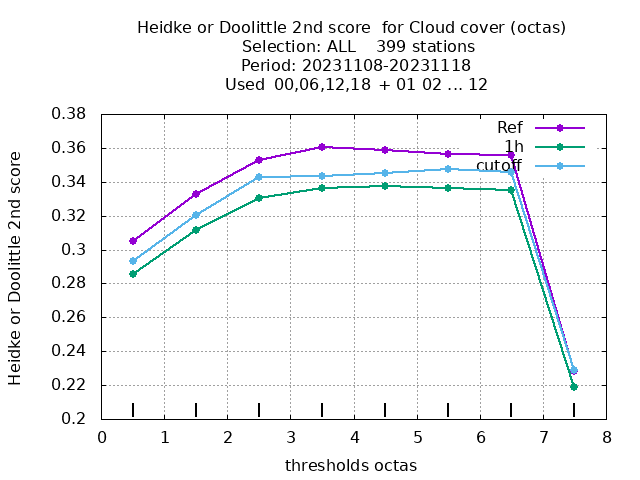 Heidke or Doolittle 2nd score  for Cloud cover (octas)
Selection: ALL    399 stations
Period: 20231108-20231118
Used  00,06,12,18  + 01 02 ... 12
Heidke or Doolittle 2nd score
0.38
0.36
0.34
0.32
0.3
0.28
0.26
0.24
0.22
0.2
Ref
1h
cutoff
0 1 2 3 4 5 6 7 8
thresholds octas